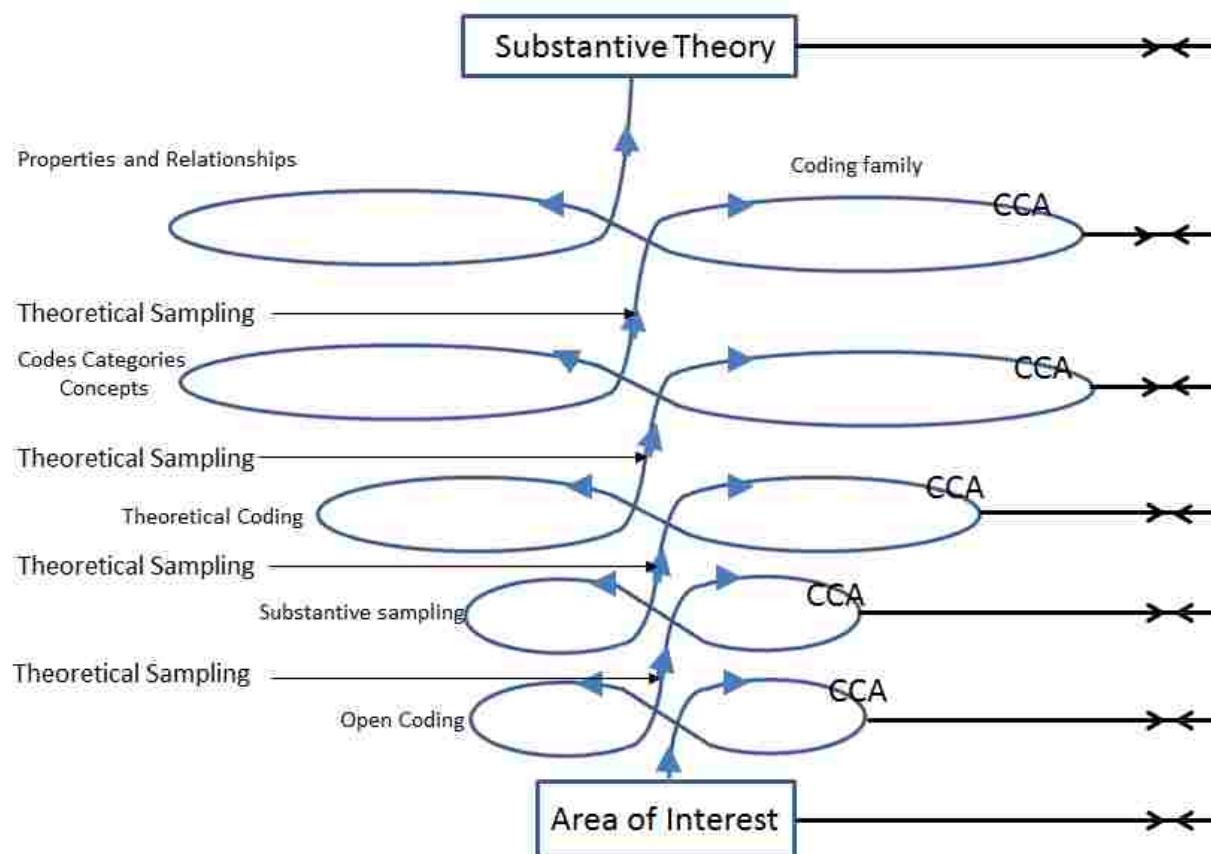 Substantive Theory
Properties and Relationships
Coding family
CCA
Theoretical Sampling
Codes Categories
Concepts
CCA
Theoretical Sampling
CCA
Theoretical Coding
Theoretical Sampling
CCA
Substantive sampling
Theoretical Sampling
CCA
Open Coding
Area of Interest